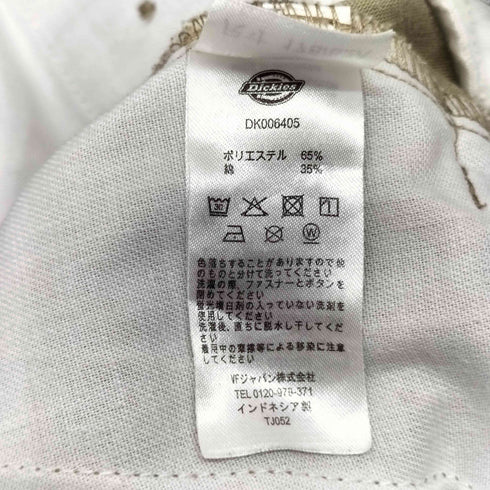 Dickies
DK006405
ポリエステル 65%
綿 35%
30
W
色落ちすることがありますので他
のものと分けて洗ってください
洗濯の際、ファスナーとボタンを
閉めてください
蛍光増白剤の入っていない洗剤を
使用してください
洗濯後、直ちに脱水し干してくだ
さい
着用中の摩擦等による移染に注意
してください
VFジャパン株式会社
TEL 0120-978-371
インドネシア製
TJ052